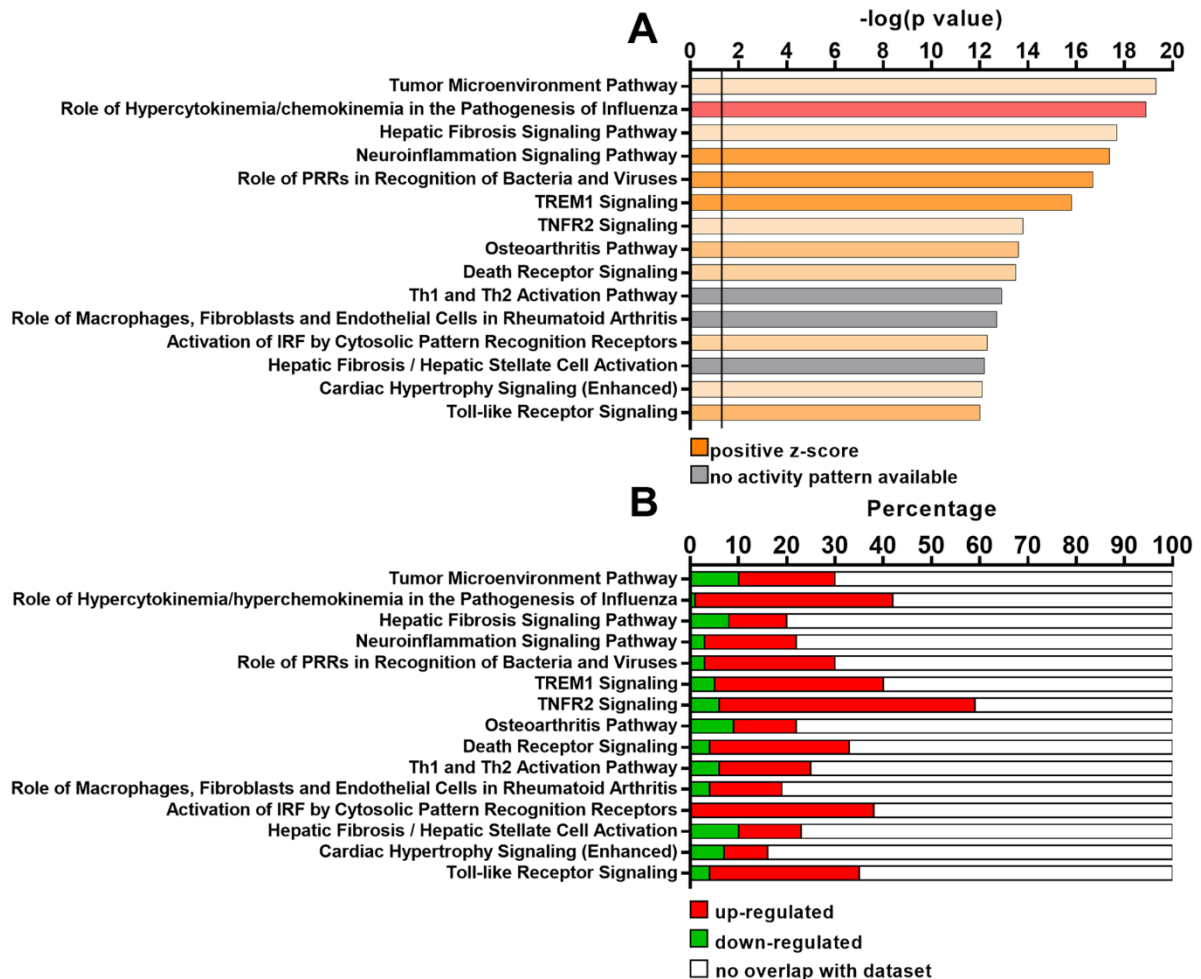 A
-log(p value)
0 2 4 6 8 10 12 14 16 18 20
Tumor Microenvironment Pathway
Role of Hypercytokinemia/chemokinemia in the Pathogenesis of Influenza
Hepatic Fibrosis Signaling Pathway
Neuroinflammation Signaling Pathway
Role of PRRs in Recognition of Bacteria and Viruses
TREM1 Signaling
TNFR2 Signaling
Osteoarthritis Pathway
Death Receptor Signaling
Th1 and Th2 Activation Pathway
Role of Macrophages, Fibroblasts and Endothelial Cells in Rheumatoid Arthritis
Activation of IRF by Cytosolic Pattern Recognition Receptors
Hepatic Fibrosis / Hepatic Stellate Cell Activation
Cardiac Hypertrophy Signaling (Enhanced)
Toll-like Receptor Signaling
positive z-score
no activity pattern available
B
Percentage
0 10 20 30 40 50 60 70 80 90 100
Tumor Microenvironment Pathway
Role of Hypercytokinemia/hyperchemokinemia in the Pathogenesis of Influenza
Hepatic Fibrosis Signaling Pathway
Neuroinflammation Signaling Pathway
Role of PRRs in Recognition of Bacteria and Viruses
TREM1 Signaling
TNFR2 Signaling
Osteoarthritis Pathway
Death Receptor Signaling
Th1 and Th2 Activation Pathway
Role of Macrophages, Fibroblasts and Endothelial Cells in Rheumatoid Arthritis
Activation of IRF by Cytosolic Pattern Recognition Receptors
Hepatic Fibrosis / Hepatic Stellate Cell Activation
Cardiac Hypertrophy Signaling (Enhanced)
Toll-like Receptor Signaling
up-regulated
down-regulated
no overlap with dataset